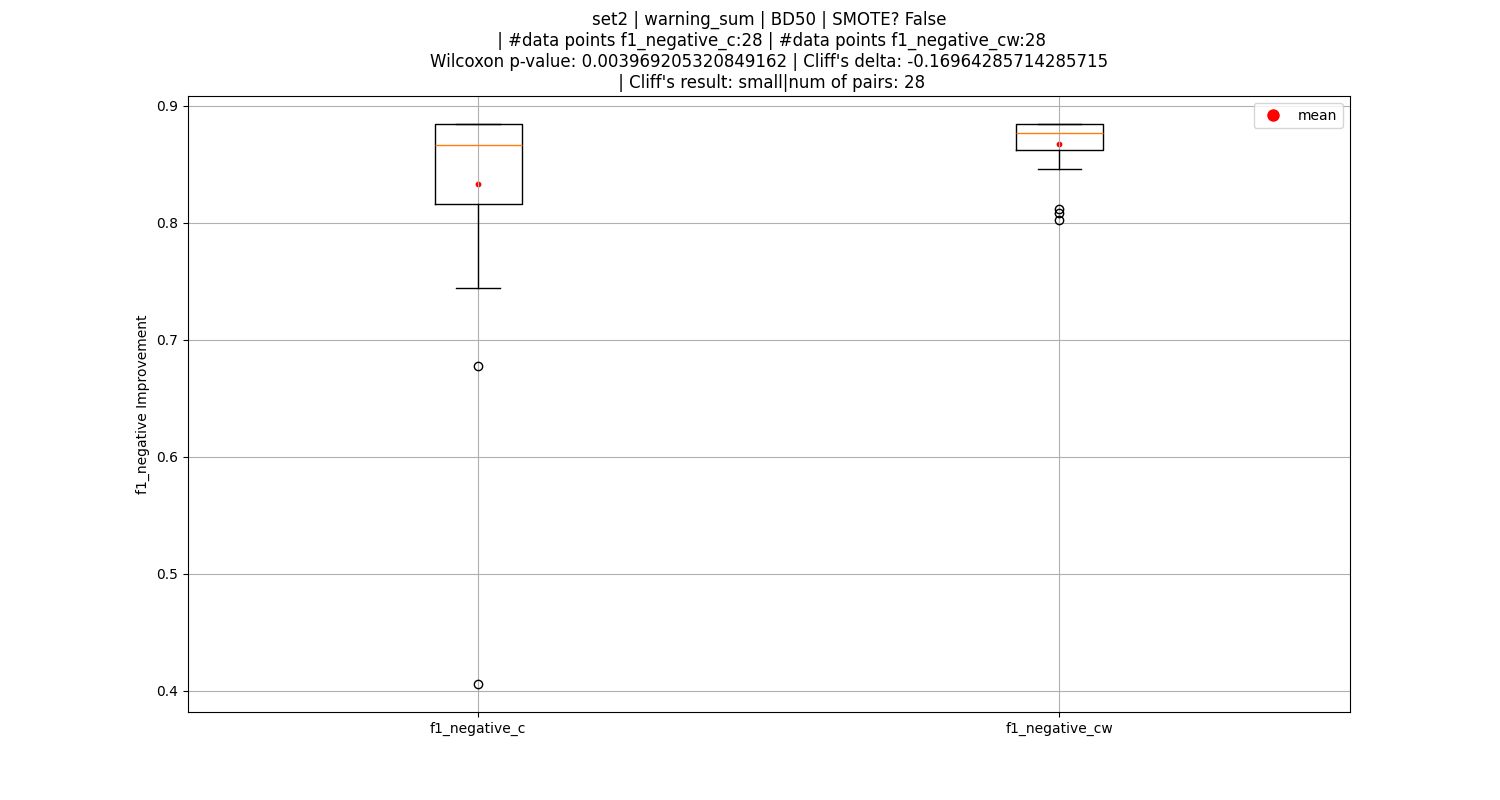 set2 | warning_sum | BD50 | SMOTE? False
| #data points f1_negative_c:28 | #data points f1_negative_cw:28
Wilcoxon p-value: 0.003969205320849162 | Cliff's delta: -0.16964285714285715
| Cliff's result: small|num of pairs: 28
mean
0.9
0.8
0.7
0.6
0.5
0.4
f1_negative Improvement
f1_negative_c
f1_negative_cw